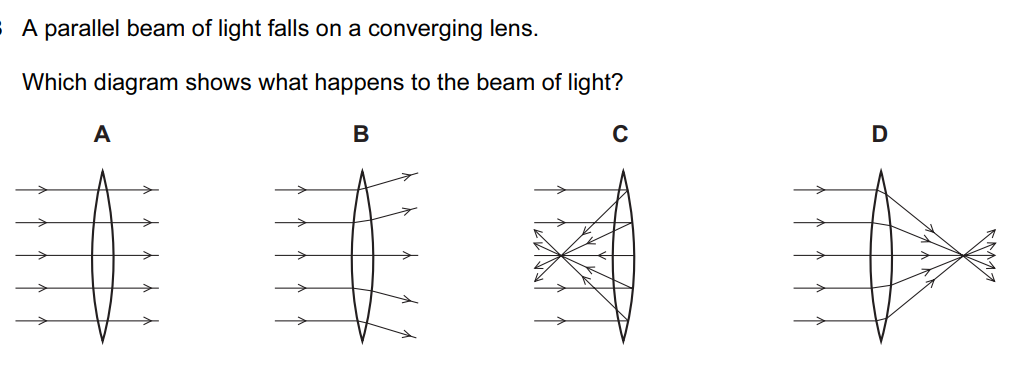 A parallel beam of light falls on a converging lens.
Which diagram shows what happens to the beam of light?
A B C D